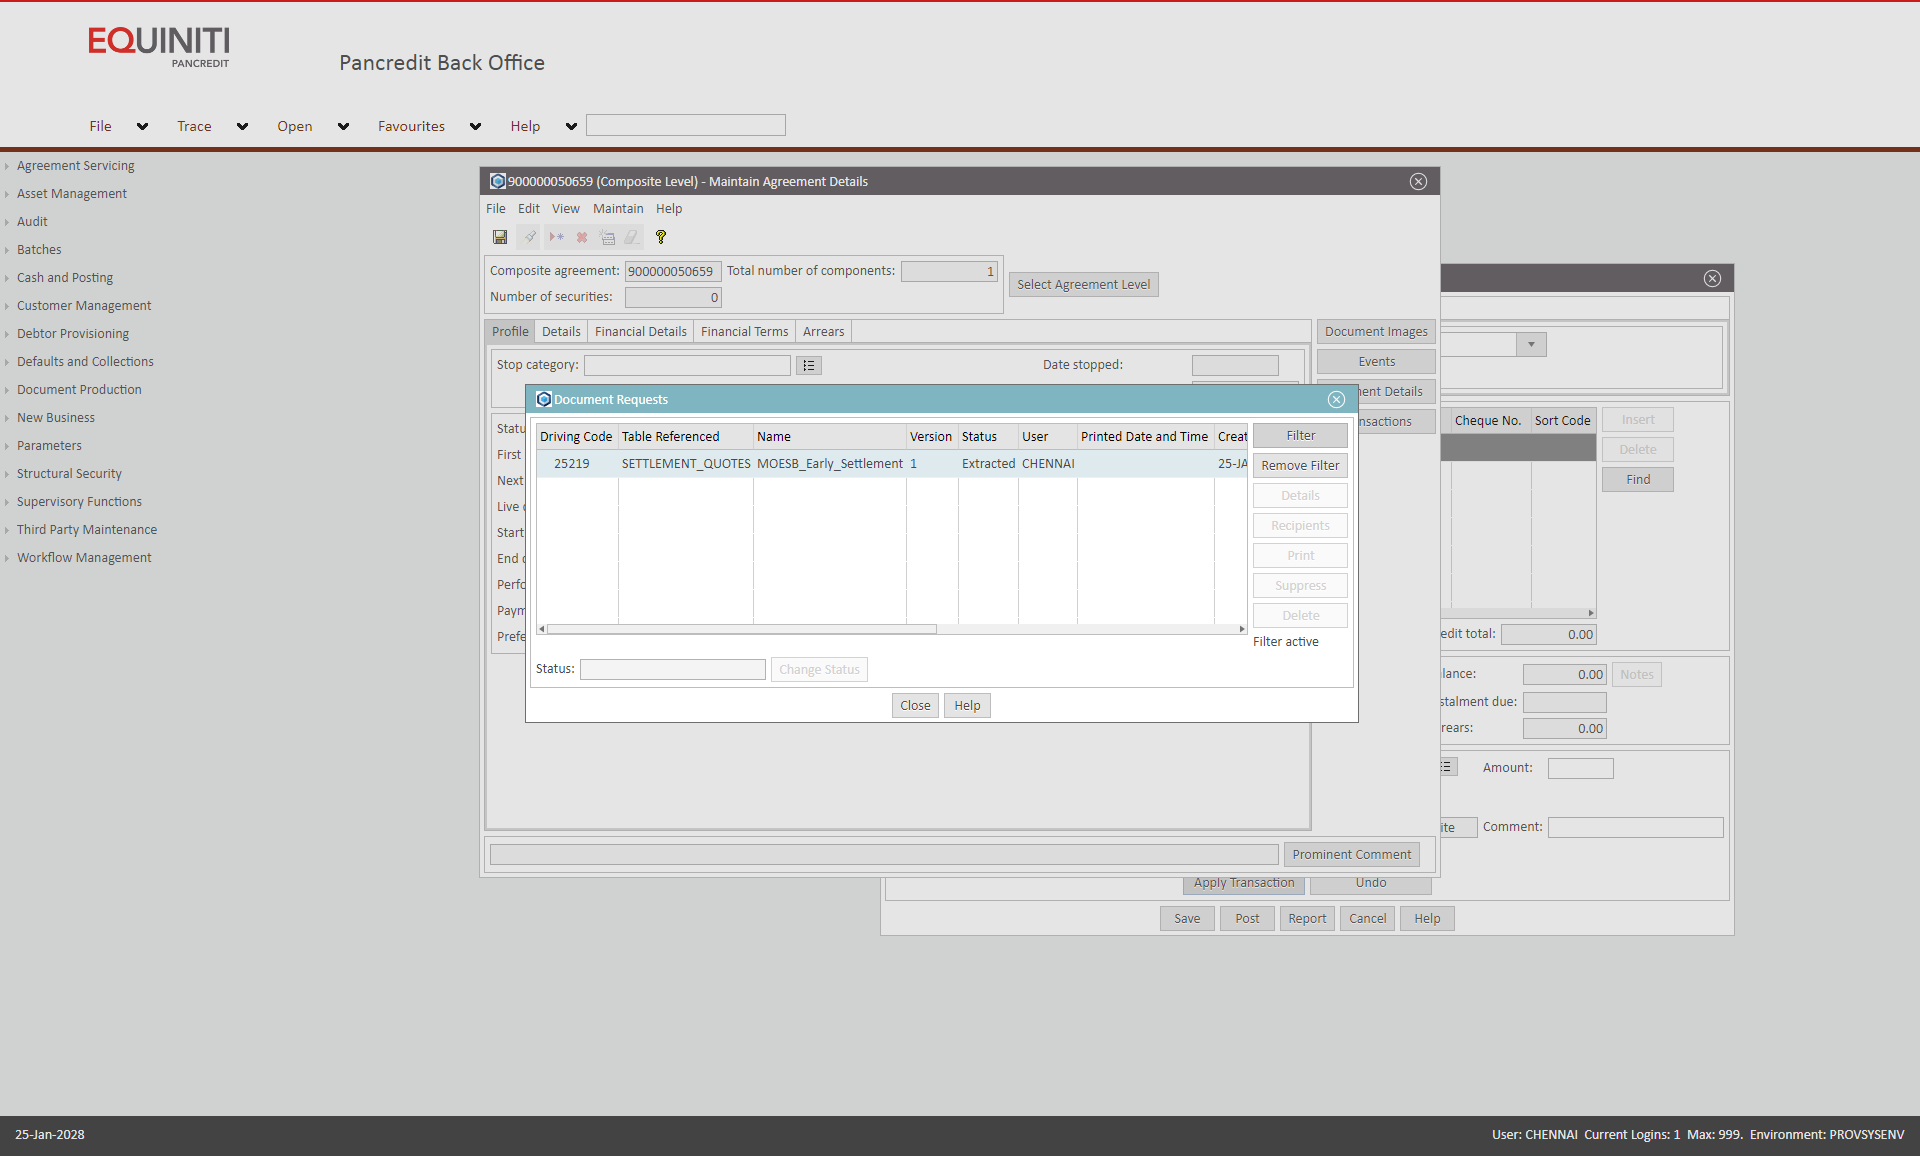 EQUINITI
PANCREDIT
Pancredit Back Office
File Trace Open Favourites Help
Agreement Servicing
Asset Management
Audit
Batches
Cash and Posting
Customer Management
Debtor Provisioning
Defaults and Collections
Document Production
New Business
Parameters
Structural Security
Supervisory Functions
Third Party Maintenance
Workflow Management
900000050659 (Composite Level) - Maintain Agreement Details
File Edit View Maintain Help
Composite agreement: 900000050659 Total number of components: 1
Number of securities: 0
Select Agreement Level
Profile Details Financial Details Financial Terms Arrears
Document Images
Events
Stop category: Date stopped:
First
Next
Live
Start
End
Document Requests
Driving Code Table Referenced Name Version Status User Printed Date and Time Creat
25219 SETTLEMENT_QUOTES MOESB_Early_Settlement 1 Extracted CHENNAI 25-JA
Filter
Remove Filter
Details
Recipients
Print
Suppress
Delete
Filter active
Status: Change Status
Close Help
Prominent Comment
ent Details
nsactions
Cheque No. Sort Code
Insert
Delete
Find
edit total: 0.00
lance: 0.00 Notes
stalment due:
rears: 0.00
Amount:
ite Comment:
Apply Transaction Undo
Save Post Report Cancel Help
25-Jan-2028
User: CHENNAI Current Logins: 1 Max: 999. Environment: PROVSYSENV